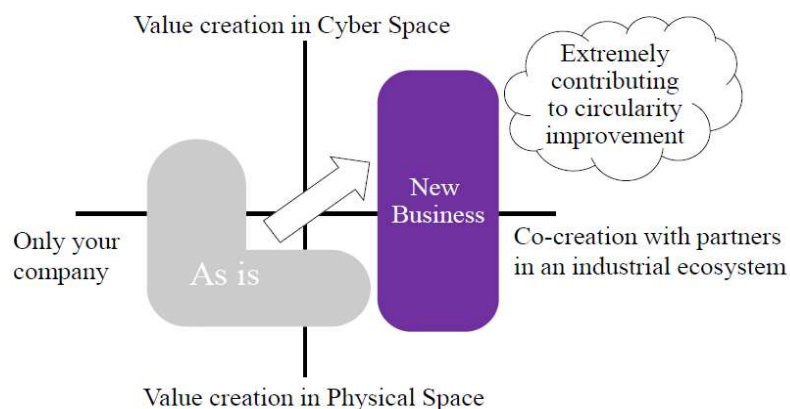 Value creation in Cyber Space
Extremely
contributing
to circularity
improvement
New
Business
Only your
company
As is
Co-creation with partners
in an industrial ecosystem
Value creation in Physical Space